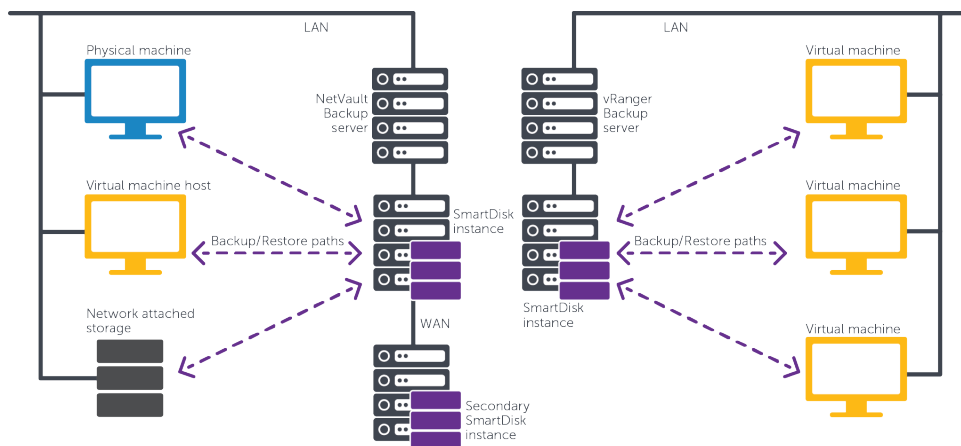 LAN
LAN
Physical machine
Virtual machine
NetVault
Backup
server
vRanger
Backup
server
Virtual machine host
Virtual machine
SmartDisk
instance
Backup/Restore paths
Backup/Restore paths
Network attached
storage
SmartDisk
instance
WAN
Virtual machine
Secondary
SmartDisk
instance